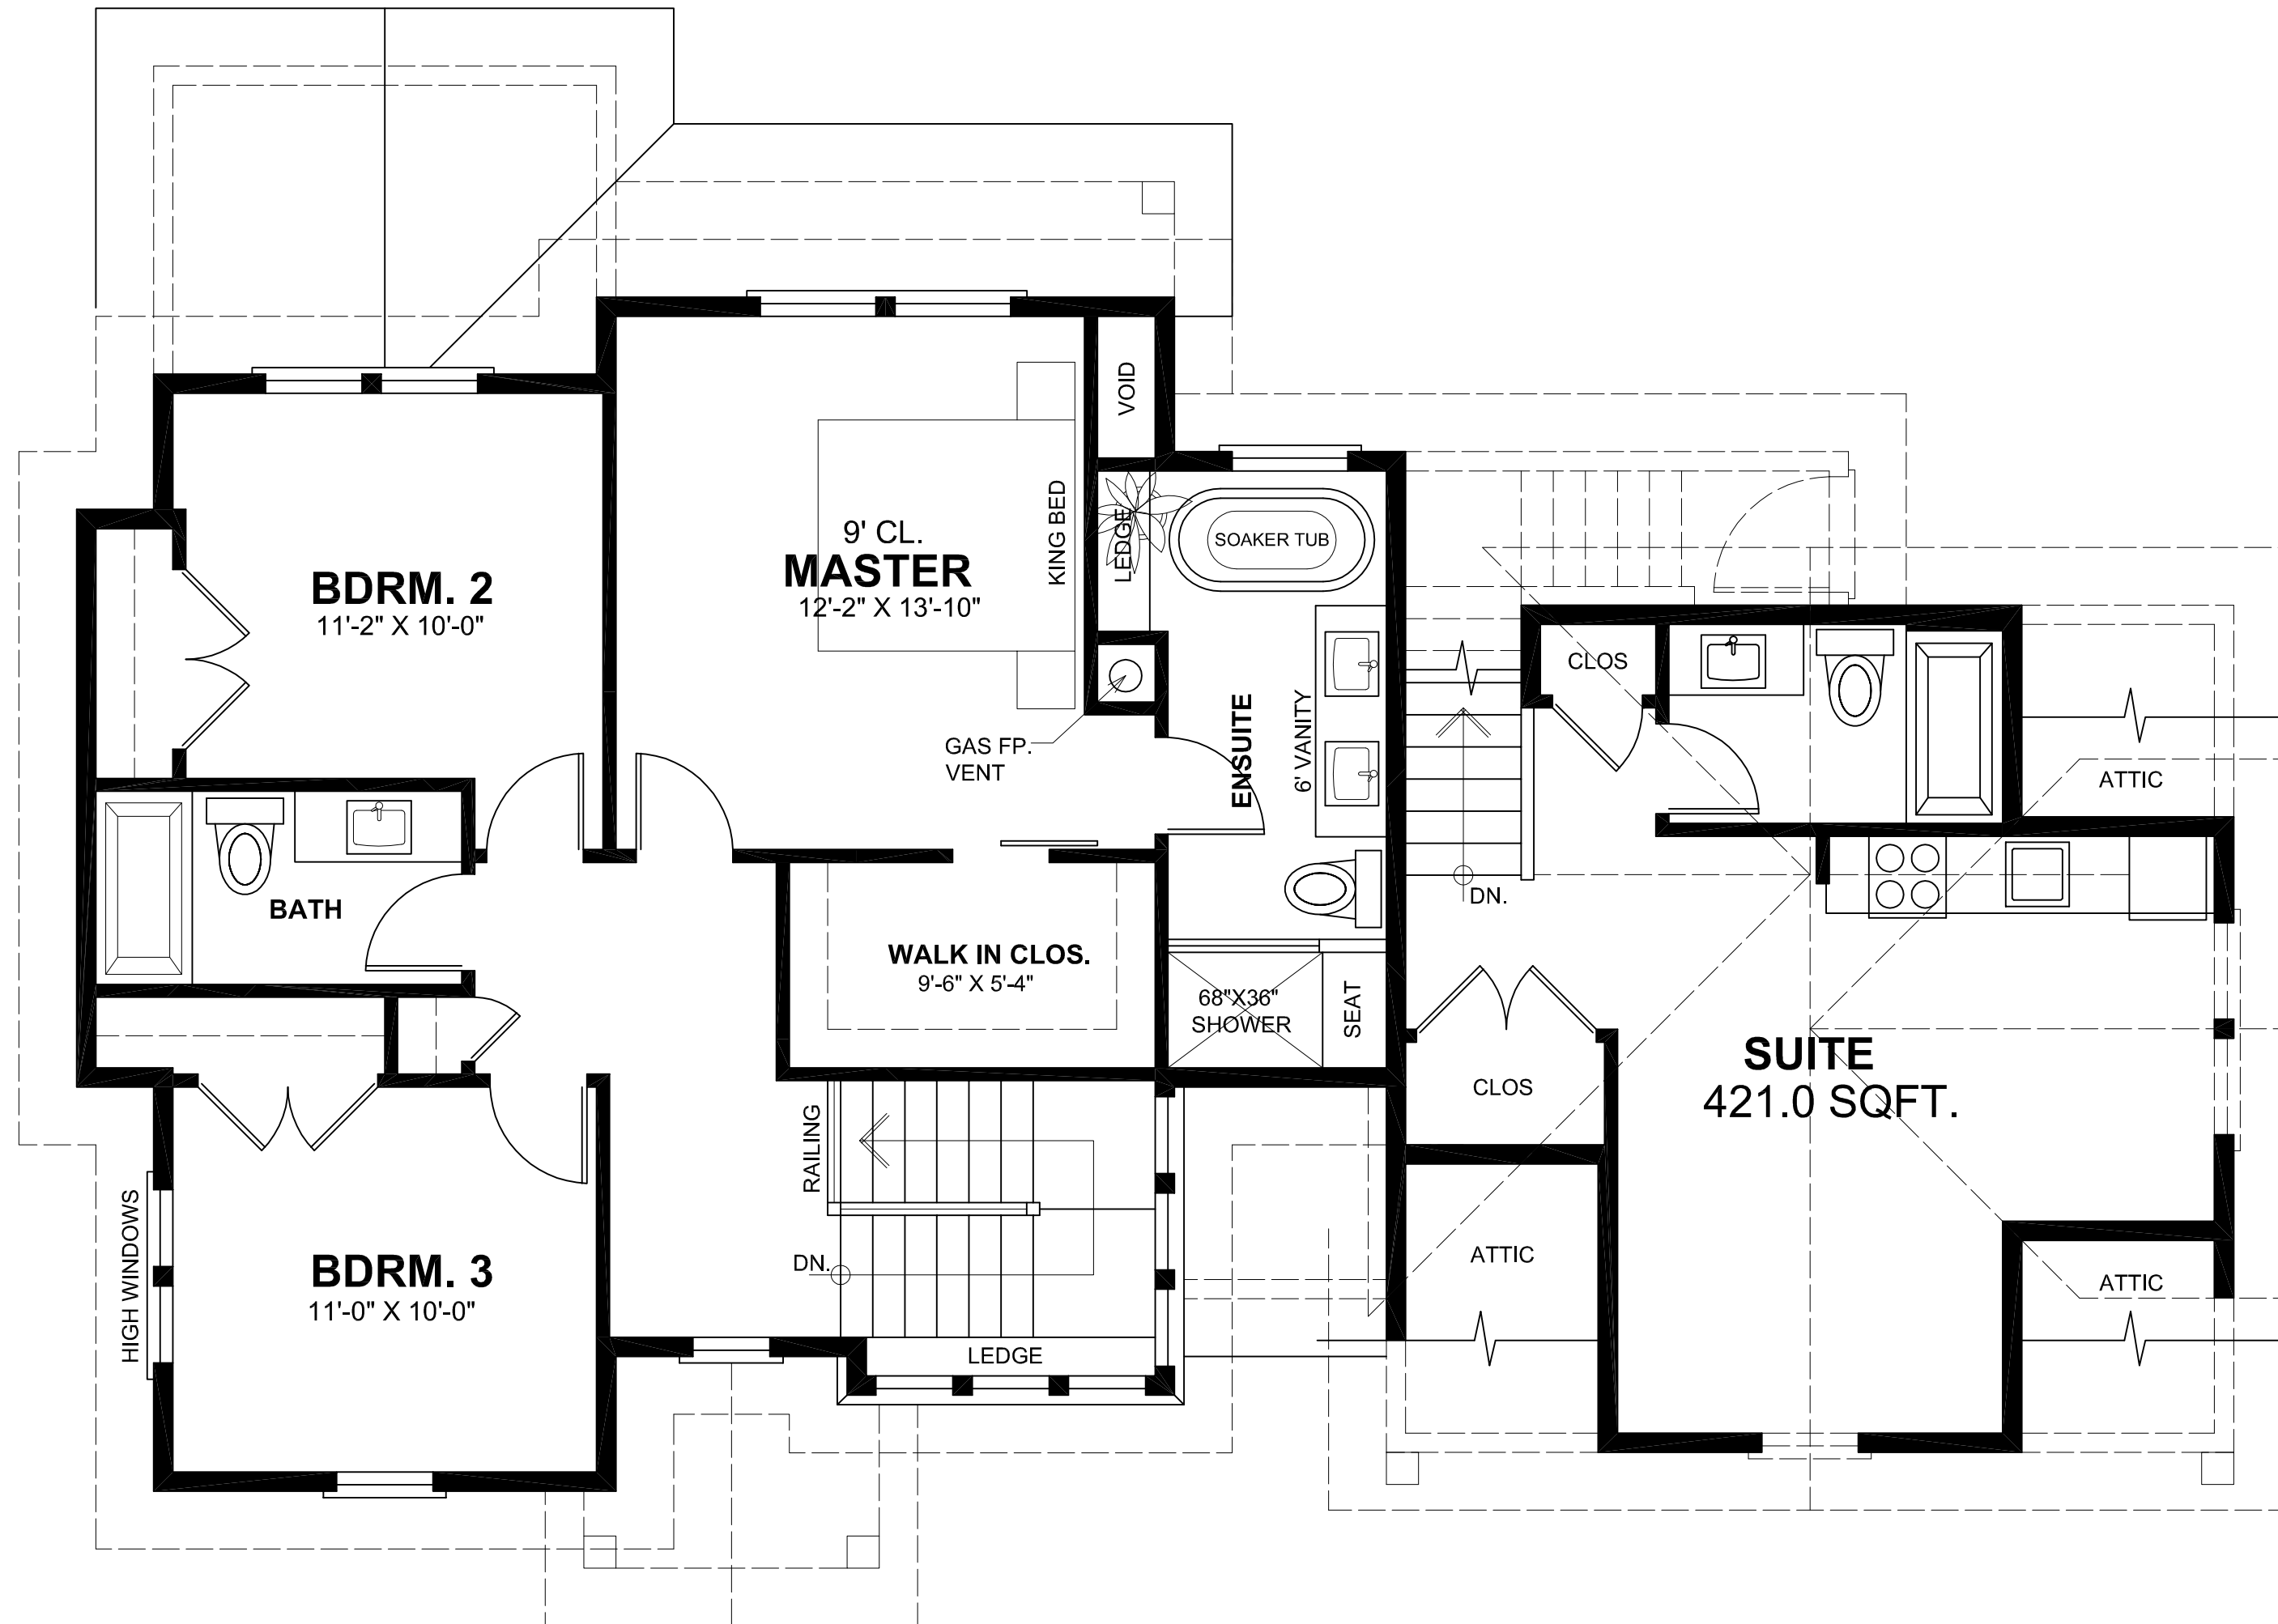 VOID
9' CL.
MASTER
12'-2" X 13'-10"
KING BED
LEDGE
SOAKER TUB
BDRM. 2
11'-2" X 10'-0"
GAS FP.
VENT
ENSUITE
6' VANITY
CLOS
ATTIC
DN.
BATH
WALK IN CLOS.
9'-6" X 5'-4"
68"X36"
SHOWER
SEAT
SUITE
421.0 SQFT.
CLOS
RAILING
DN.
LEDGE
HIGH WINDOWS
BDRM. 3
11'-0" X 10'-0"
ATTIC
ATTIC